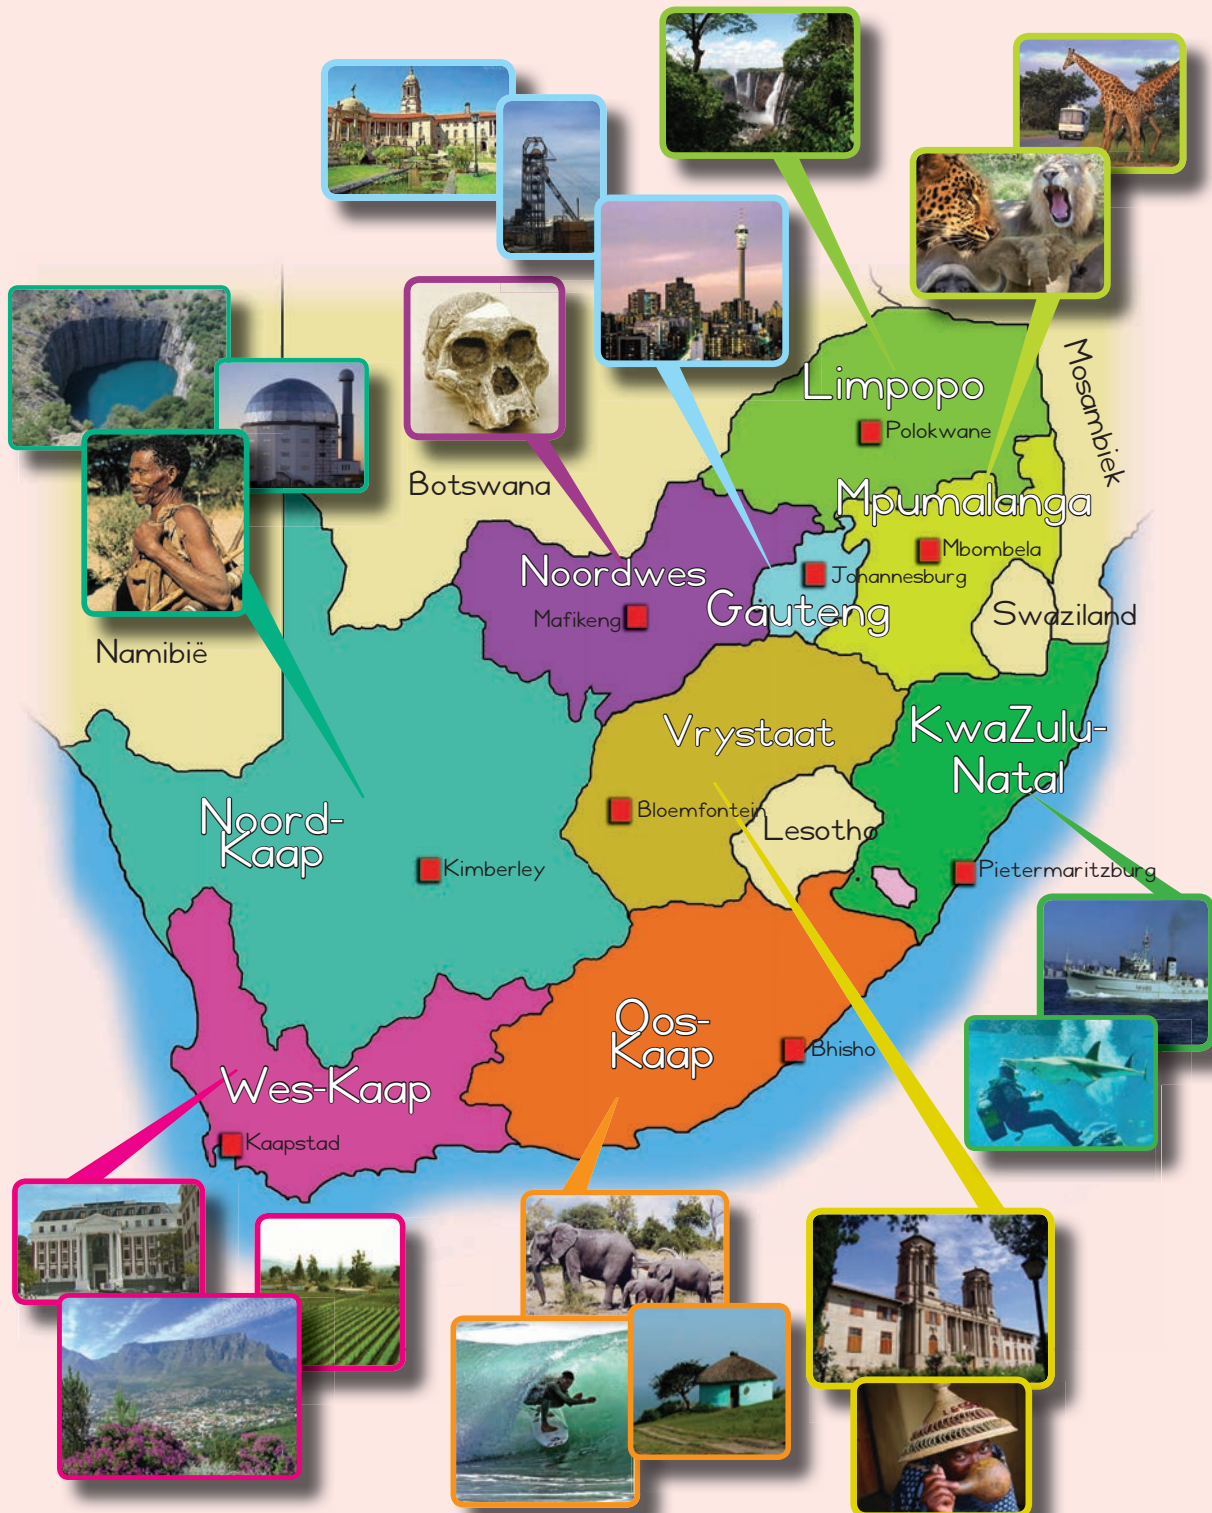 Limpopo
Polokwane
Mosambiek
Botswana
Mpumalanga
Mbombela
Noordwes
Johannesburg
Mafikeng
Gauteng
Swaziland
Namibië
Vrystaat
KwaZulu-
Natal
Noord-
Kaap
Bloemfontein
Lesotho
Kimberley
Pietermaritzburg
Oos-
Kaap
Bhisho
Wes-Kaap
Kaapstad